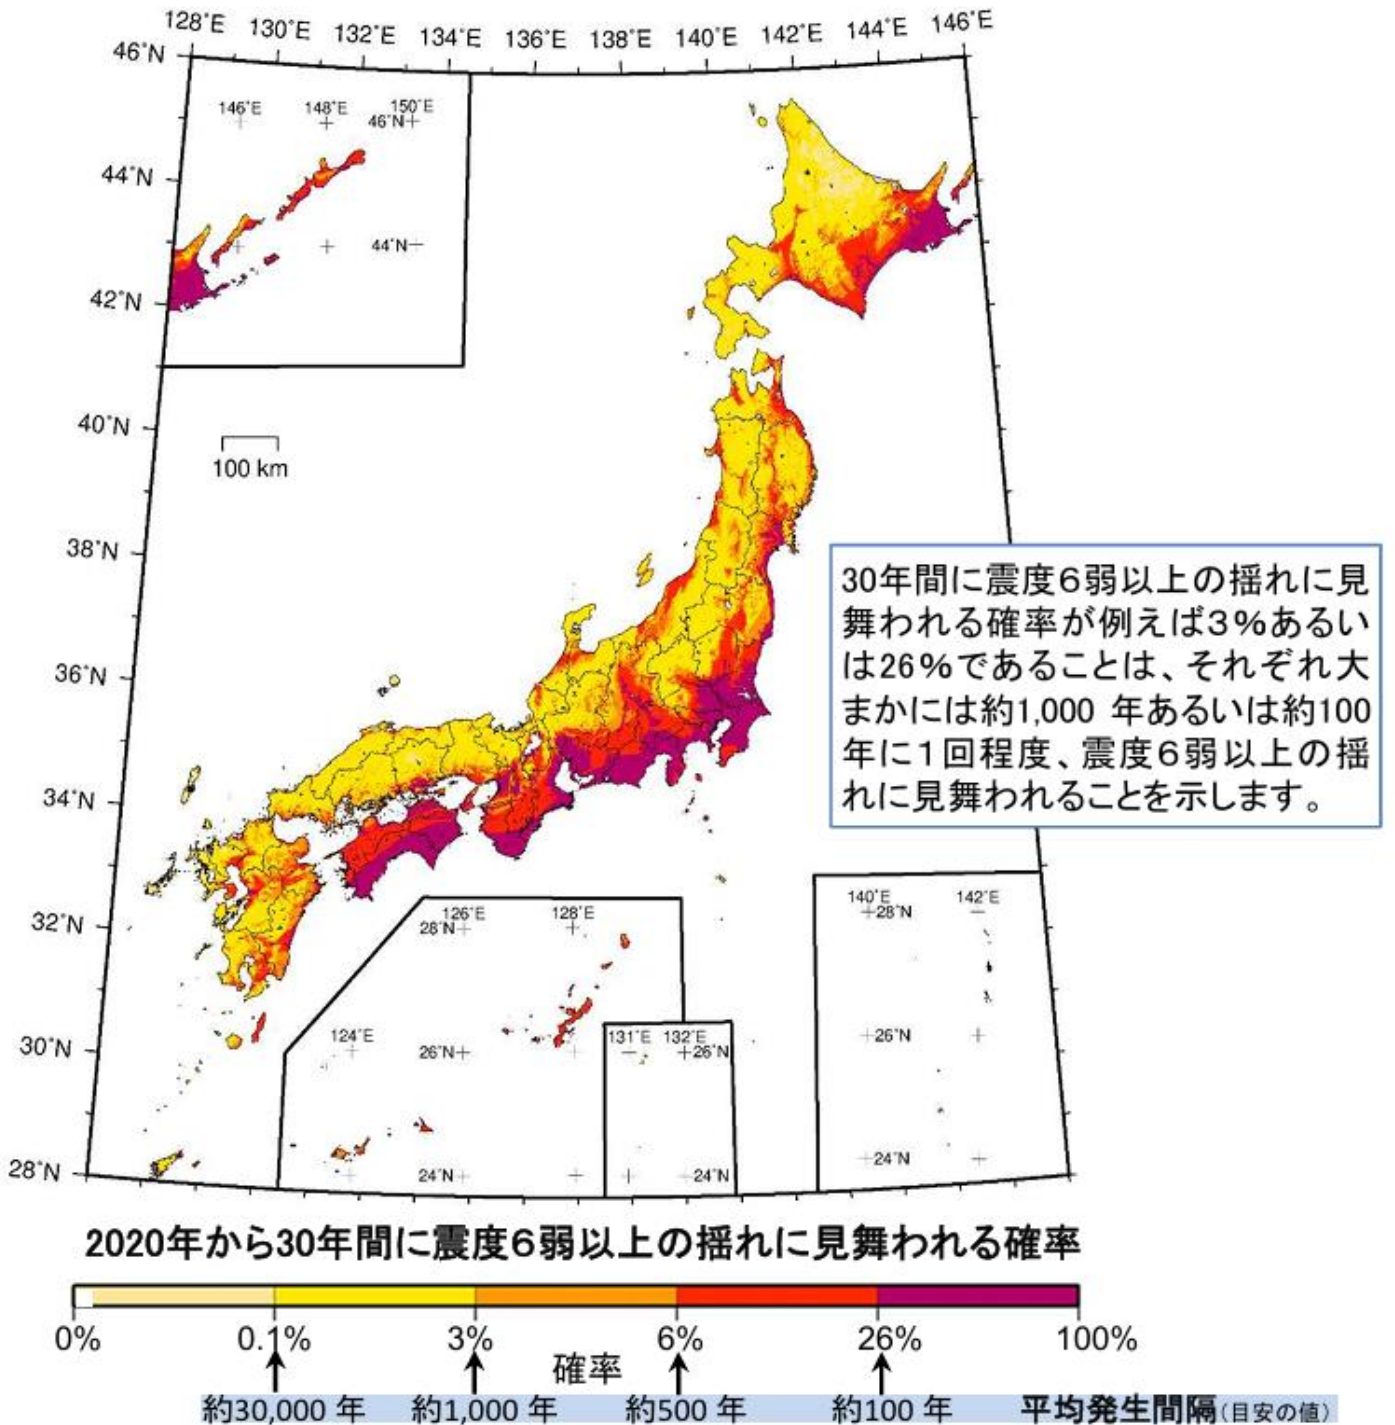 128°E 130°E 132°E 134°E 136°E 138°E 140°E 142°E 144°E 146°E
46°N
146°E 148°E 150°E
46°N
44°N
44°N
42°N
40°N
100 km
38°N
30年間に震度6弱以上の揺れに見
舞われる確率が例えば3%あるい
は26%であることは、それぞれ大
まかには約1,000 年あるいは約100
年に1回程度、震度6弱以上の揺
れに見舞われることを示します。
36°N
34°N
32°N
126°E 128°E
28°N
140°E 142°E
28°N
30°N
124°E
26°N
131°E 132°E
26°N
26°N
28°N
24°N
24°N
24°N
2020年から30年間に震度6弱以上の揺れに見舞われる確率
0% 0.1% 3% 6% 26% 100%
確率
約30,000 年 約1,000 年 約500 年 約100 年 平均発生間隔(目安の値)